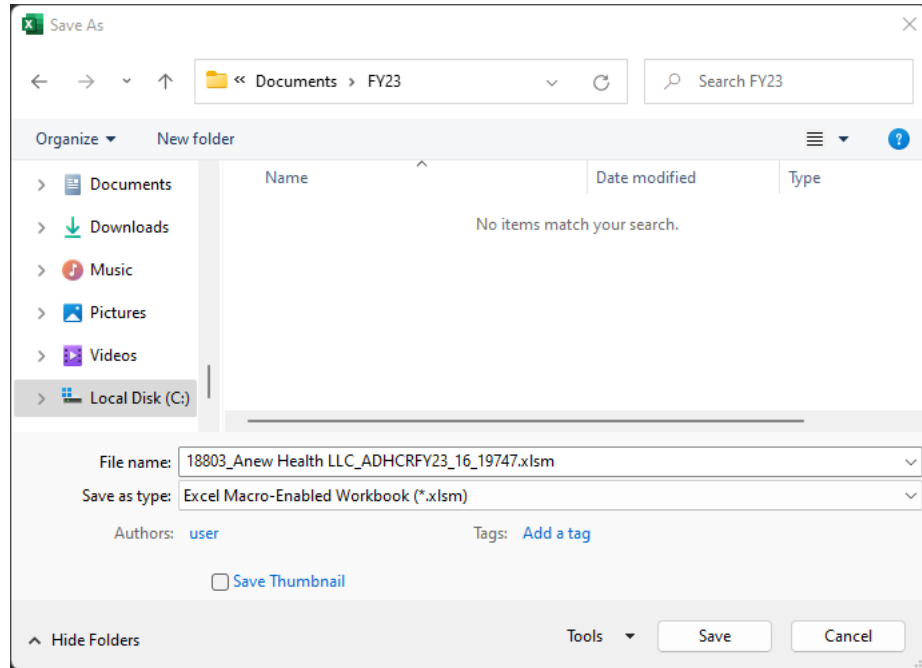 Save As
« Documents > FY23
Search FY23
Organize
New folder
Name
Date modified
Type
Documents
No items match your search.
Downloads
Music
Pictures
Videos
Local Disk (C:)
File name: 18803_Anew Health LLC_ADHCRFY23_16_19747.xlsm
Save as type: Excel Macro-Enabled Workbook (*.xlsm)
Authors: user
Tags: Add a tag
Save Thumbnail
Hide Folders
Tools
Save
Cancel